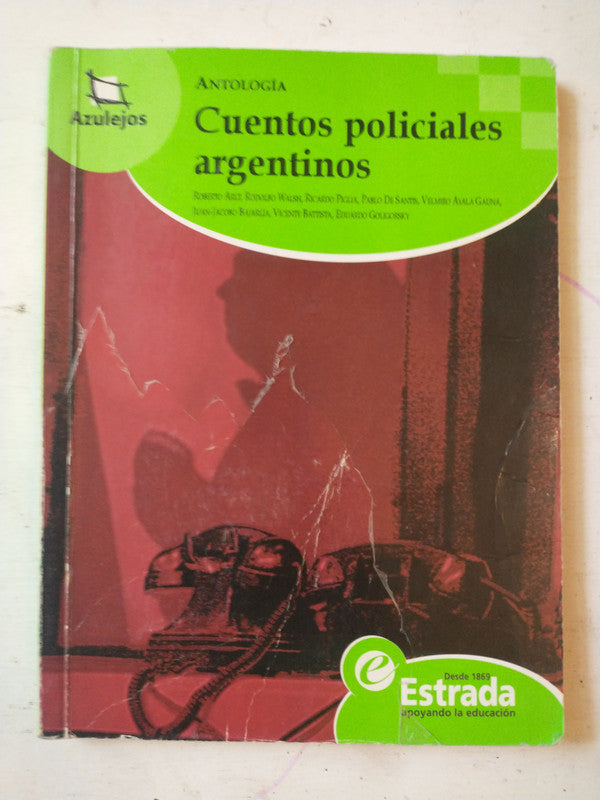 Azulejos
ANTOLOGÍA
Cuentos policiales
argentinos
ROBERTO ARLT, RODOLFO WALSH, RICARDO PIGLIA, PABLO DE SANTIS, VELMIRO AYALA GAUNA,
JUAN-JACOBO BAJARLÍA, VICENTE BATTISTA, EDUARDO GOLIGORSKY
e
Desde 1869
Estrada
apoyando la educación